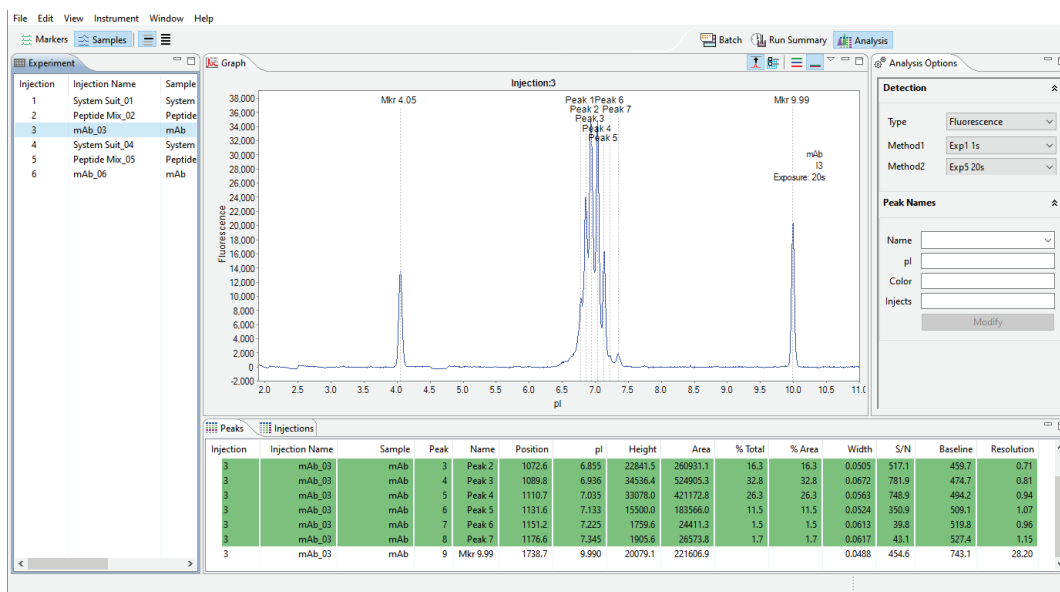 File Edit View Instrument Window Help
Markers Samples Batch Run Summary Analysis
Experiment
Injection Injection Name Sample
1 System Suit_01 System
2 Peptide Mix_02 Peptide
3 mAb_03 mAb
4 System Suit_04 System
5 Peptide Mix_05 Peptide
6 mAb_06 mAb
Graph
Injection:3
Mkr 4.05 Peak 1 Peak 6 Mkr 9.99
Peak 2 Peak 7
Peak 3
Peak 4
Peak 5
mAb
I3
Exposure: 20s
Fluorescence
38,000
36,000
34,000
32,000
30,000
28,000
26,000
24,000
22,000
20,000
18,000
16,000
14,000
12,000
10,000
8,000
6,000
4,000
2,000
0
-2,000
2.0 2.5 3.0 3.5 4.0 4.5 5.0 5.5 6.0 6.5 7.0 7.5 8.0 8.5 9.0 9.5 10.0 10.5 11.0
pI
Analysis Options
Detection
Type Fluorescence
Method1 Exp1 1s
Method2 Exp5 20s
Peak Names
Name
pI
Color
Injects
Modify
Peaks Injections
Injection Injection Name Sample Peak Name Position pI Height Area % Total % Area Width S/N Baseline Resolution
3 mAb_03 mAb 3 Peak 2 1072.6 6.855 22841.5 260931.1 16.3 16.3 0.0505 517.1 459.7 0.71
3 mAb_03 mAb 4 Peak 3 1089.8 6.936 34536.4 524905.3 32.8 32.8 0.0672 781.9 474.7 0.81
3 mAb_03 mAb 5 Peak 4 1110.7 7.035 33078.0 421172.8 26.3 26.3 0.0563 748.9 494.2 0.94
3 mAb_03 mAb 6 Peak 5 1131.6 7.133 15500.0 183566.0 11.5 11.5 0.0524 350.9 509.1 1.07
3 mAb_03 mAb 7 Peak 6 1151.2 7.225 1759.6 24411.3 1.5 1.5 0.0613 39.8 519.8 0.96
3 mAb_03 mAb 8 Peak 7 1176.6 7.345 1905.6 26573.8 1.7 1.7 0.0617 43.1 527.4 1.15
3 mAb_03 mAb 9 Mkr 9.99 1738.7 9.990 20079.1 221606.9 0.0488 454.6 743.1 28.20